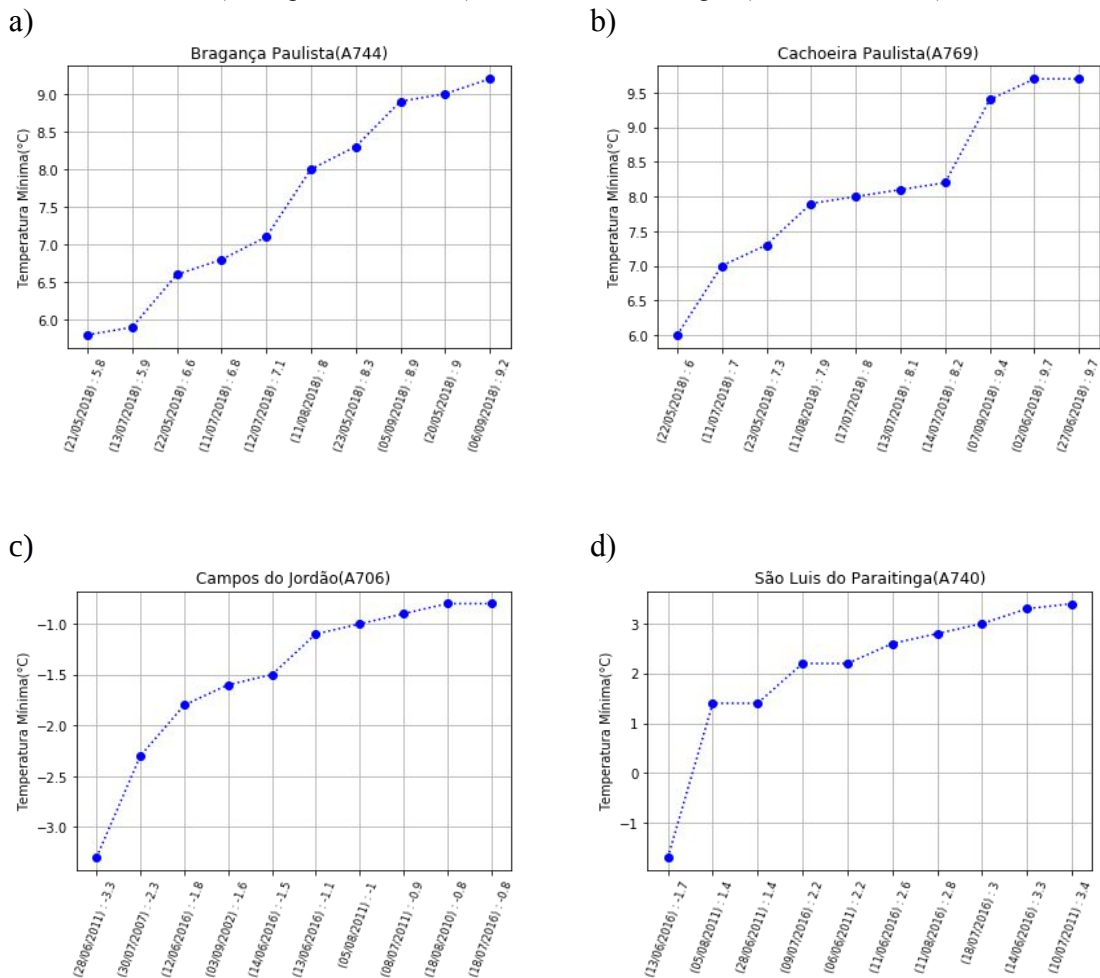 a)
Bragança Paulista(A744)
Temperatura Mínima(°C)
9.0
8.5
8.0
7.5
7.0
6.5
6.0
(21/05/2018) : 5.8
(13/07/2018) : 5.9
(22/05/2018) : 6.6
(11/07/2018) : 6.8
(12/07/2018) : 7.1
(11/08/2018) : 8
(23/05/2018) : 8.3
(05/09/2018) : 8.9
(20/05/2018) : 9
(06/09/2018) : 9.2
b)
Cachoeira Paulista(A769)
Temperatura Mínima(°C)
9.5
9.0
8.5
8.0
7.5
7.0
6.5
6.0
(22/05/2018) : 6
(11/07/2018) : 7
(23/05/2018) : 7.3
(11/08/2018) : 7.9
(17/07/2018) : 8
(13/07/2018) : 8.1
(14/07/2018) : 8.2
(07/09/2018) : 9.4
(02/06/2018) : 9.7
(27/06/2018) : 9.7
c)
Campos do Jordão(A706)
Temperatura Mínima(°C)
−1.0
−1.5
−2.0
−2.5
−3.0
(28/06/2011) : -3.3
(30/07/2007) : -2.3
(12/06/2016) : -1.8
(03/09/2002) : -1.6
(14/06/2016) : -1.5
(13/06/2016) : -1.1
(05/08/2011) : -1
(08/07/2011) : -0.9
(18/08/2010) : -0.8
(18/07/2016) : -0.8
d)
São Luis do Paraitinga(A740)
Temperatura Mínima(°C)
3
2
1
0
−1
(13/06/2016) : -1.7
(05/08/2011) : 1.4
(28/06/2011) : 1.4
(09/07/2016) : 2.2
(06/06/2011) : 2.2
(11/06/2016) : 2.6
(11/08/2016) : 2.8
(18/07/2016) : 3
(14/06/2016) : 3.3
(10/07/2011) : 3.4